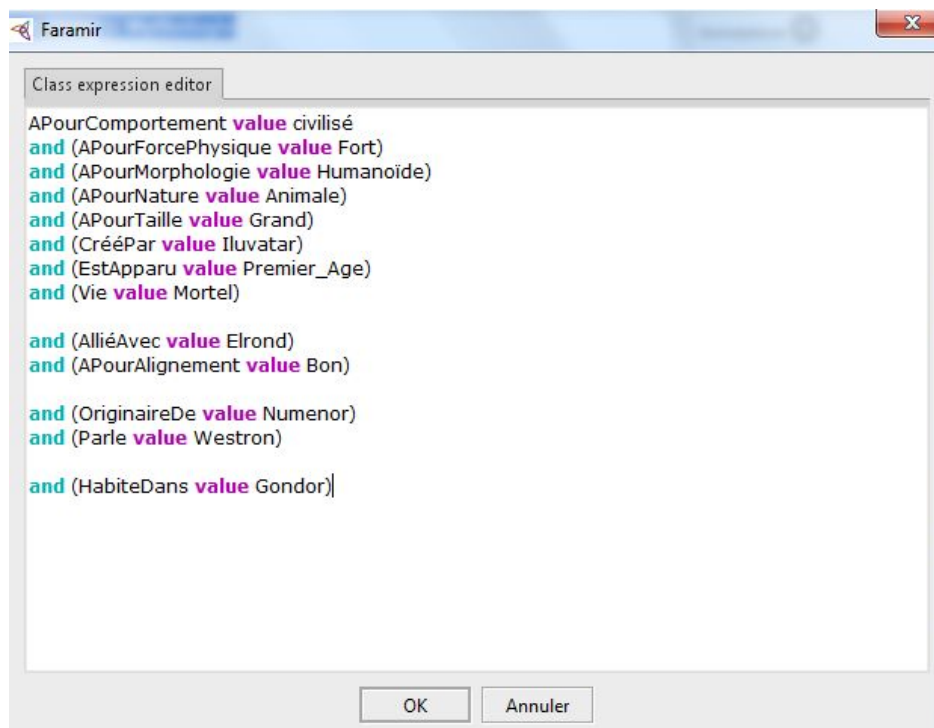 Faramir
Class expression editor
APourComportement value civilisé
and (APourForcePhysique value Fort)
and (APourMorphologie value Humanoïde)
and (APourNature value Animale)
and (APourTaille value Grand)
and (CrééPar value Iluvatar)
and (EstApparu value Premier_Age)
and (Vie value Mortel)
and (AlliéAvec value Elrond)
and (APourAlignement value Bon)
and (OriginaireDe value Numenor)
and (Parle value Westron)
and (HabiteDans value Gondor)
OK
Annuler